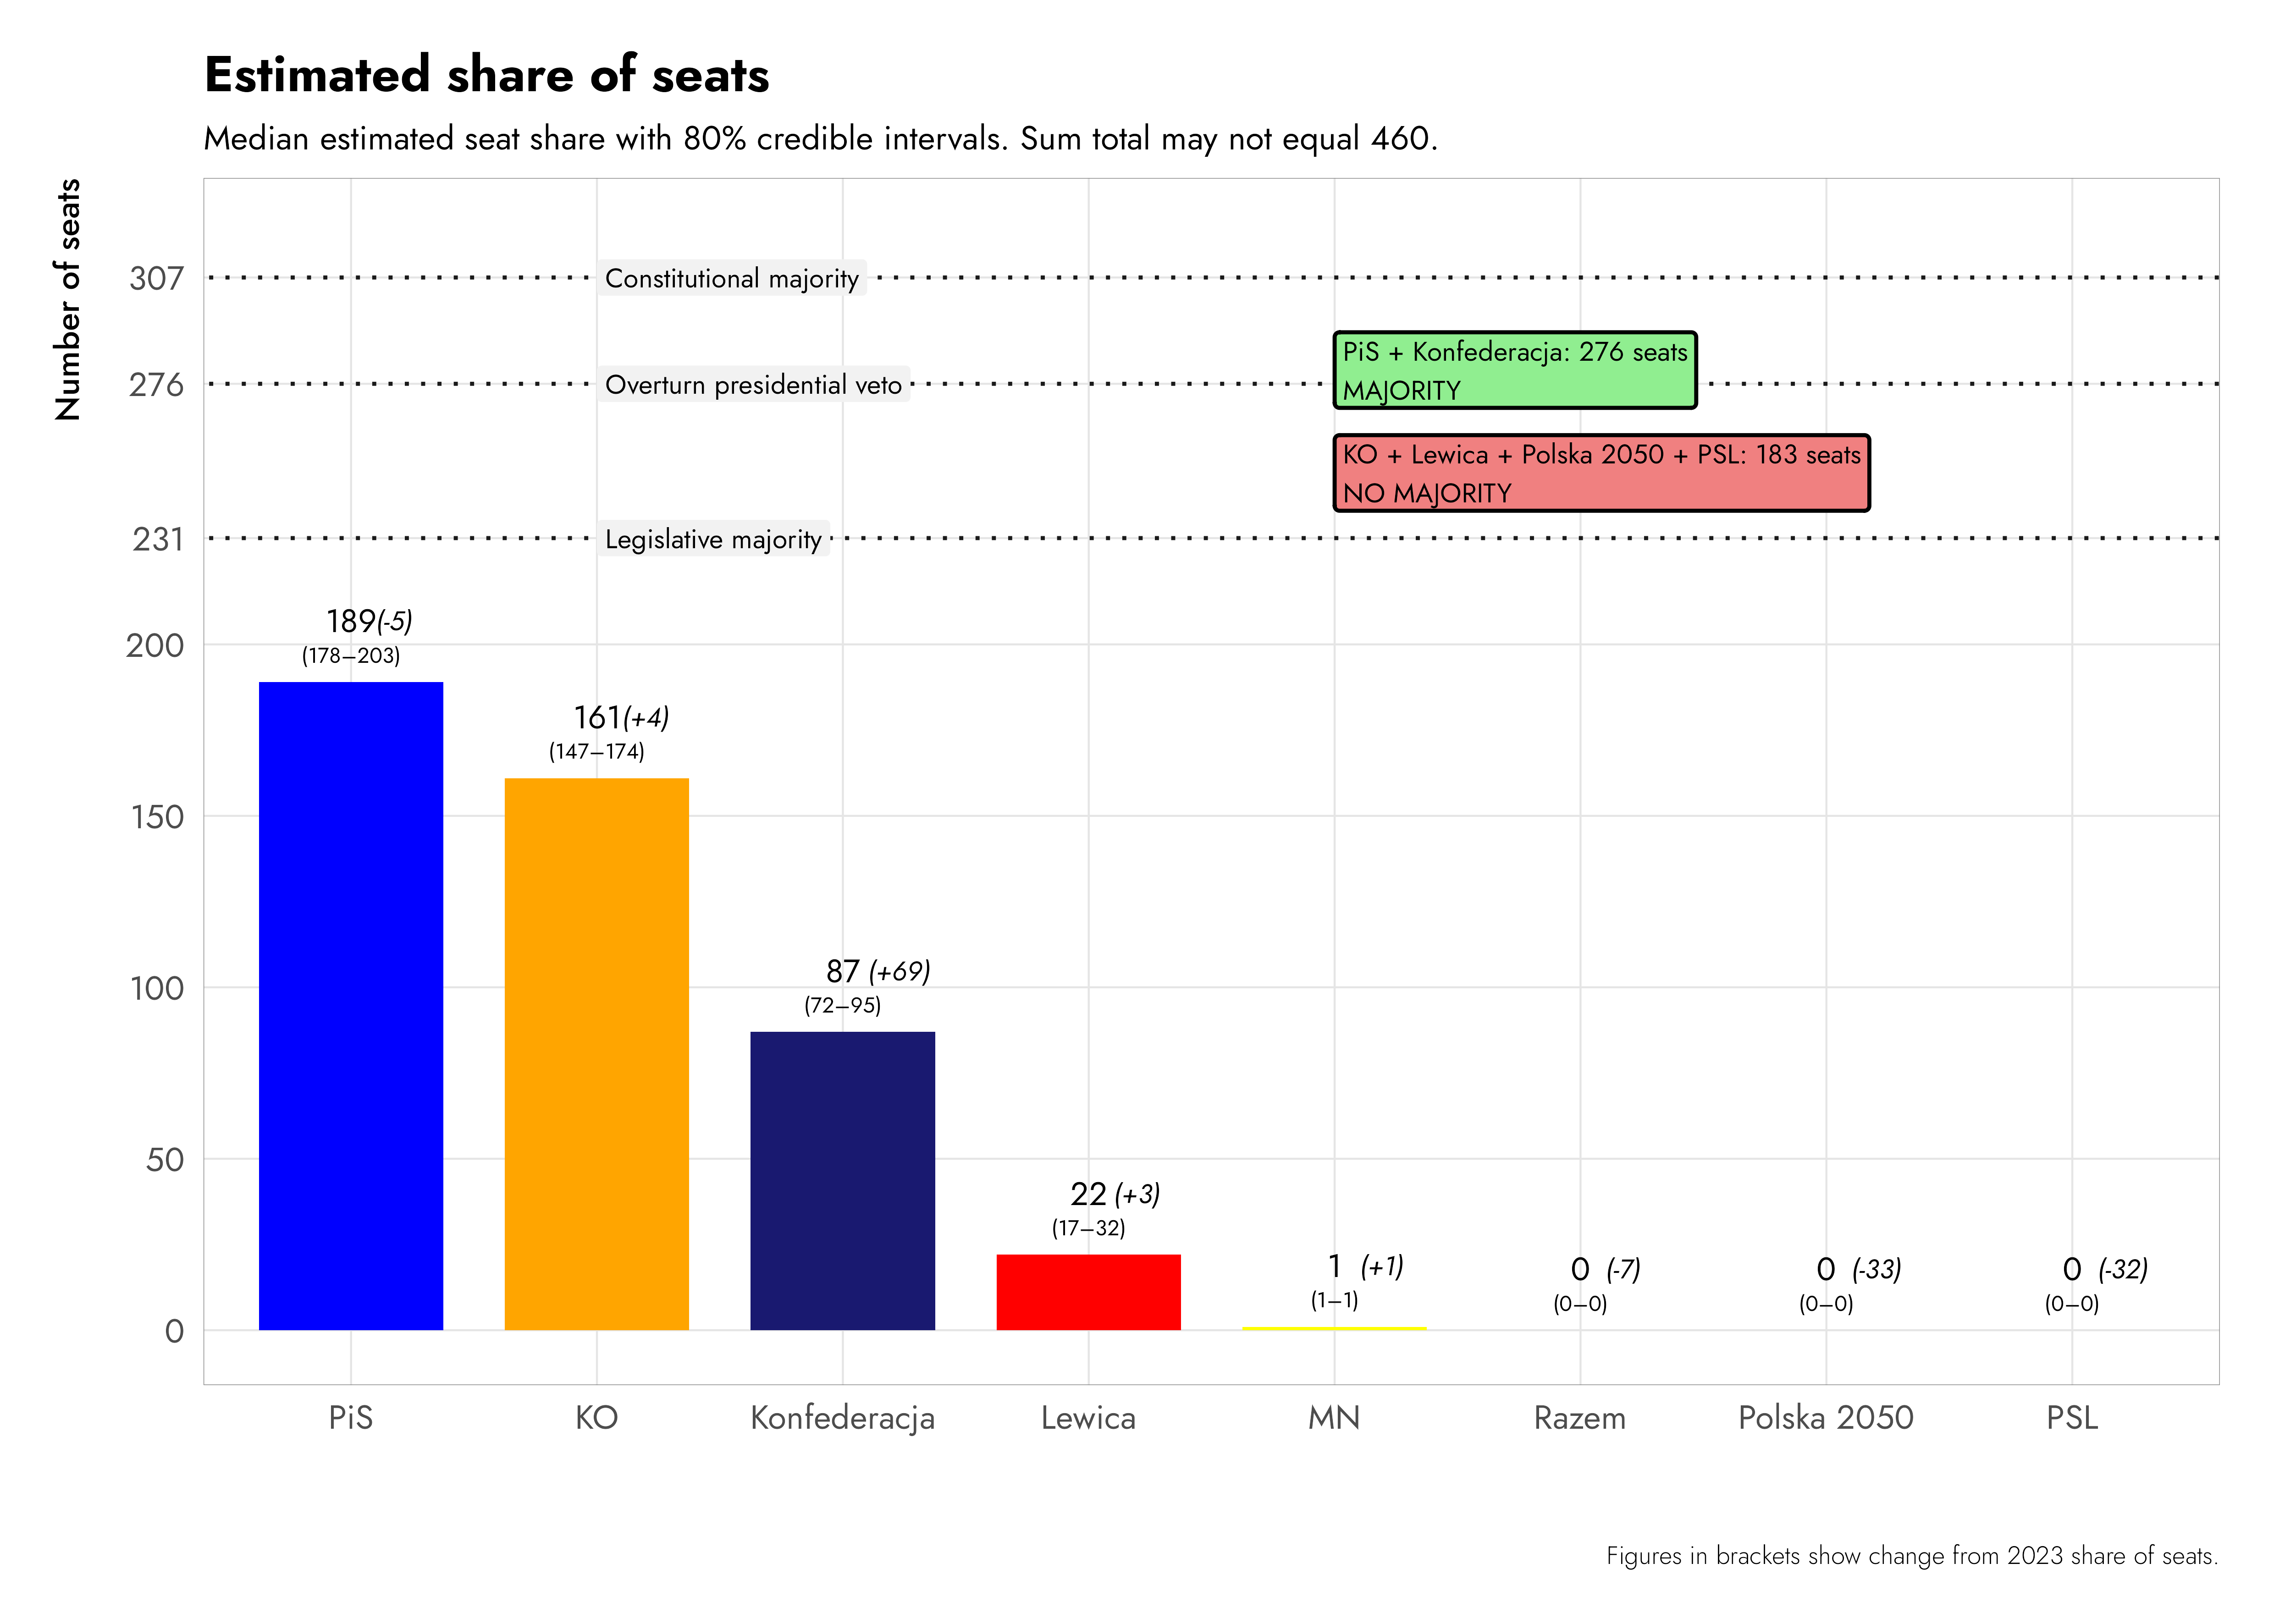 Estimated share of seats
Median estimated seat share with 80% credible intervals. Sum total may not equal 460.
Number of seats
307
Constitutional majority
PiS + Konfederacja: 276 seats
MAJORITY
276
Overturn presidential veto
KO + Lewica + Polska 2050 + PSL: 183 seats
NO MAJORITY
231
Legislative majority
189(-5)
(178–203)
200
161(+4)
(147–174)
150
87 (+69)
(72–95)
100
50
22 (+3)
(17–32)
1 (+1)
(1–1)
0 (-7)
(0–0)
0 (-33)
(0–0)
0 (-32)
(0–0)
0
PiS KO Konfederacja Lewica MN Razem Polska 2050 PSL
Figures in brackets show change from 2023 share of seats.